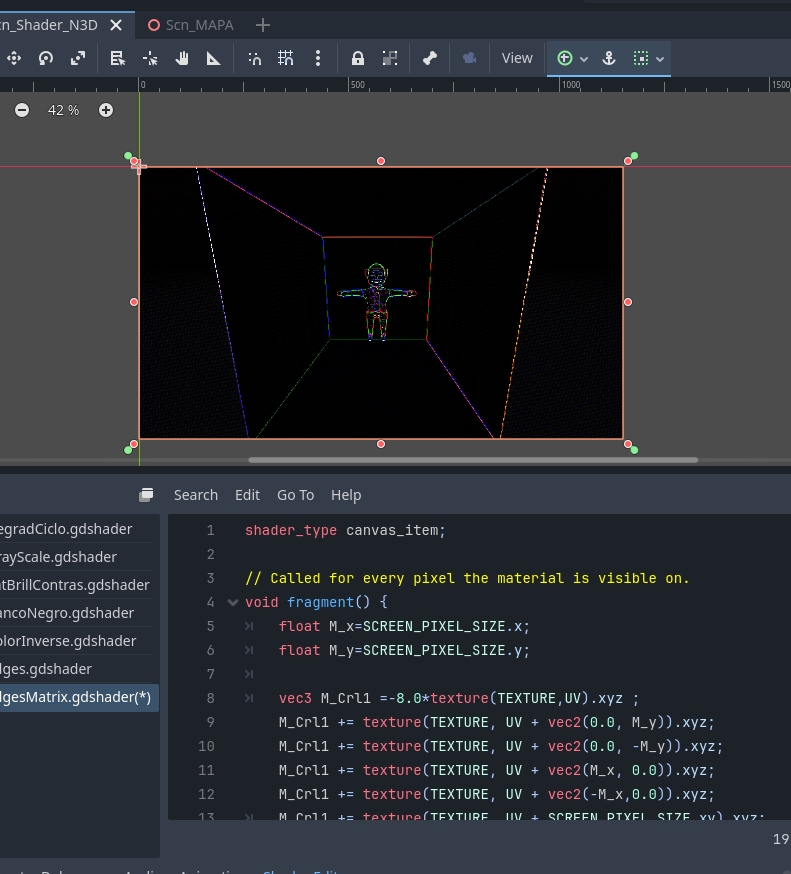 cn_Shader_N3D Scn_MAPA
View
0 500 1000 1500
42 %
Search Edit Go To Help
egradCiclo.gdshader
rayScale.gdshader
ntBrillContras.gdshader
ancoNegro.gdshader
olorInverse.gdshader
lges.gdshader
lgesMatrix.gdshader(*)
1 shader_type canvas_item;
2
3 // Called for every pixel the material is visible on.
4 void fragment() {
5 float M_x=SCREEN_PIXEL_SIZE.x;
6 float M_y=SCREEN_PIXEL_SIZE.y;
7
8 vec3 M_Crl1 =-8.0*texture(TEXTURE,UV).xyz ;
9 M_Crl1 += texture(TEXTURE, UV + vec2(0.0, M_y)).xyz;
10 M_Crl1 += texture(TEXTURE, UV + vec2(0.0, -M_y)).xyz;
11 M_Crl1 += texture(TEXTURE, UV + vec2(M_x, 0.0)).xyz;
12 M_Crl1 += texture(TEXTURE, UV + vec2(-M_x,0.0)).xyz;
13 M_Crl1 += texture(TEXTURE, UV + SCREEN_PIXEL_SIZE.xy).xyz;
19